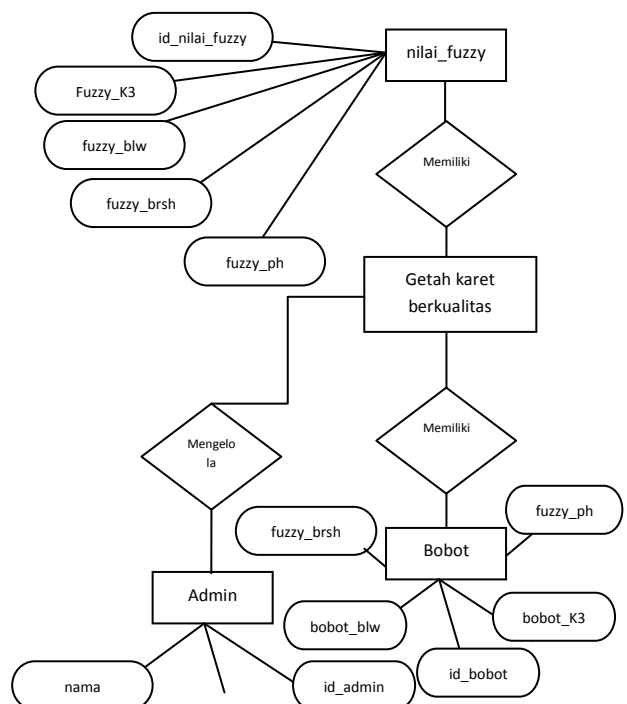 id_nilai_fuzzy
nilai_fuzzy
Fuzzy_K3
fuzzy_blw
Memiliki
fuzzy_brsh
fuzzy_ph
Getah karet
berkualitas
Mengelo
la
Memiliki
fuzzy_brsh
fuzzy_ph
Bobot
Admin
bobot_blw
bobot_K3
id_bobot
nama
id_admin